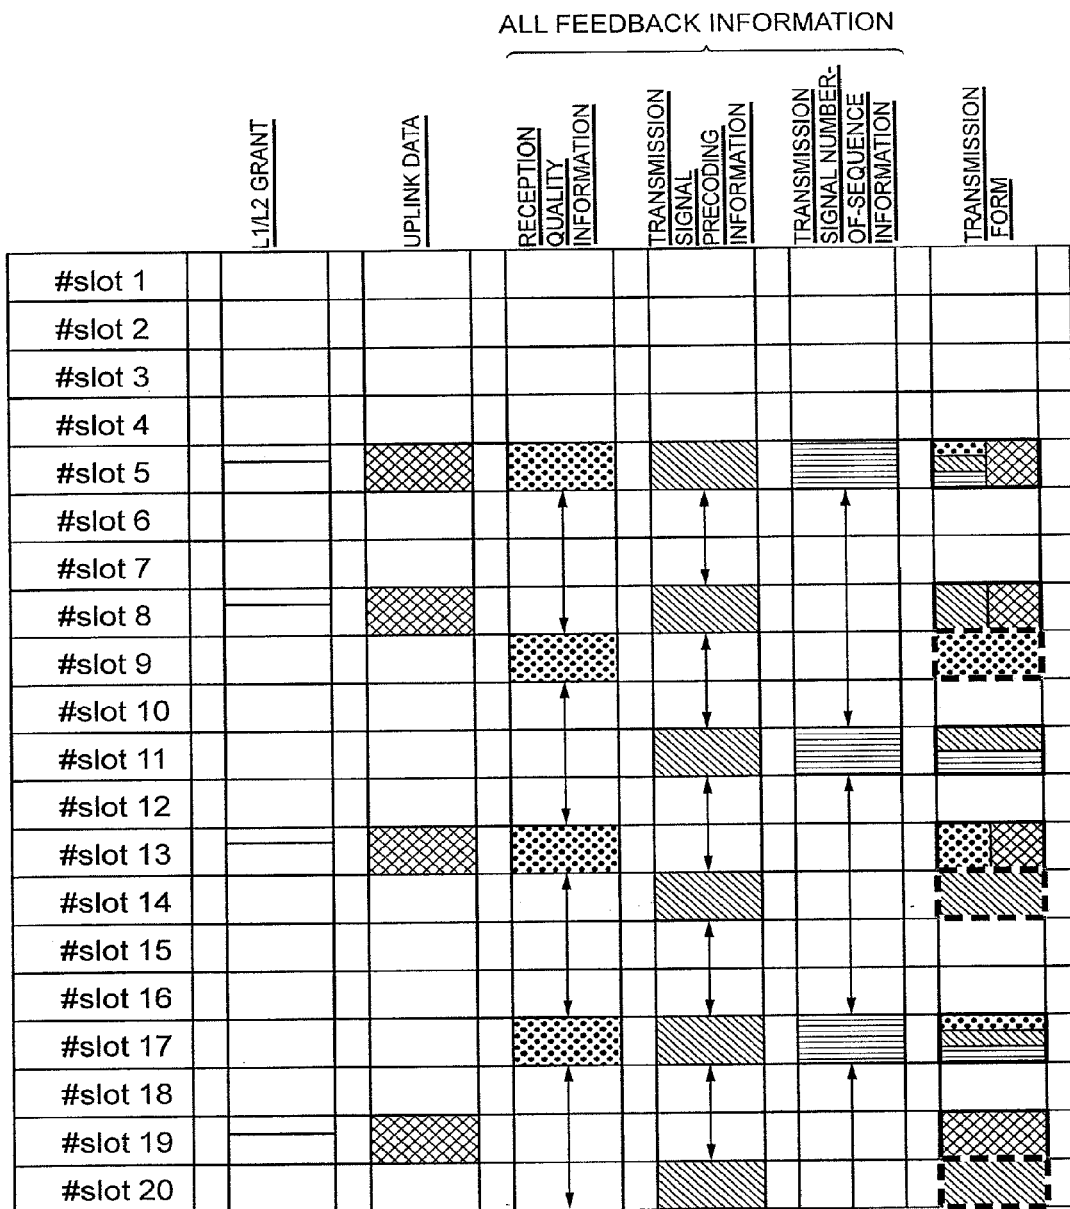 ALL FEEDBACK INFORMATION
L1/L2 GRANT
UPLINK DATA
RECEPTION
QUALITY
INFORMATION
TRANSMISSION
SIGNAL
PRECODING
INFORMATION
TRANSMISSION
SIGNAL NUMBER-
OF-SEQUENCE
INFORMATION
TRANSMISSION
FORM
#slot 1
#slot 2
#slot 3
#slot 4
#slot 5
#slot 6
#slot 7
#slot 8
#slot 9
#slot 10
#slot 11
#slot 12
#slot 13
#slot 14
#slot 15
#slot 16
#slot 17
#slot 18
#slot 19
#slot 20